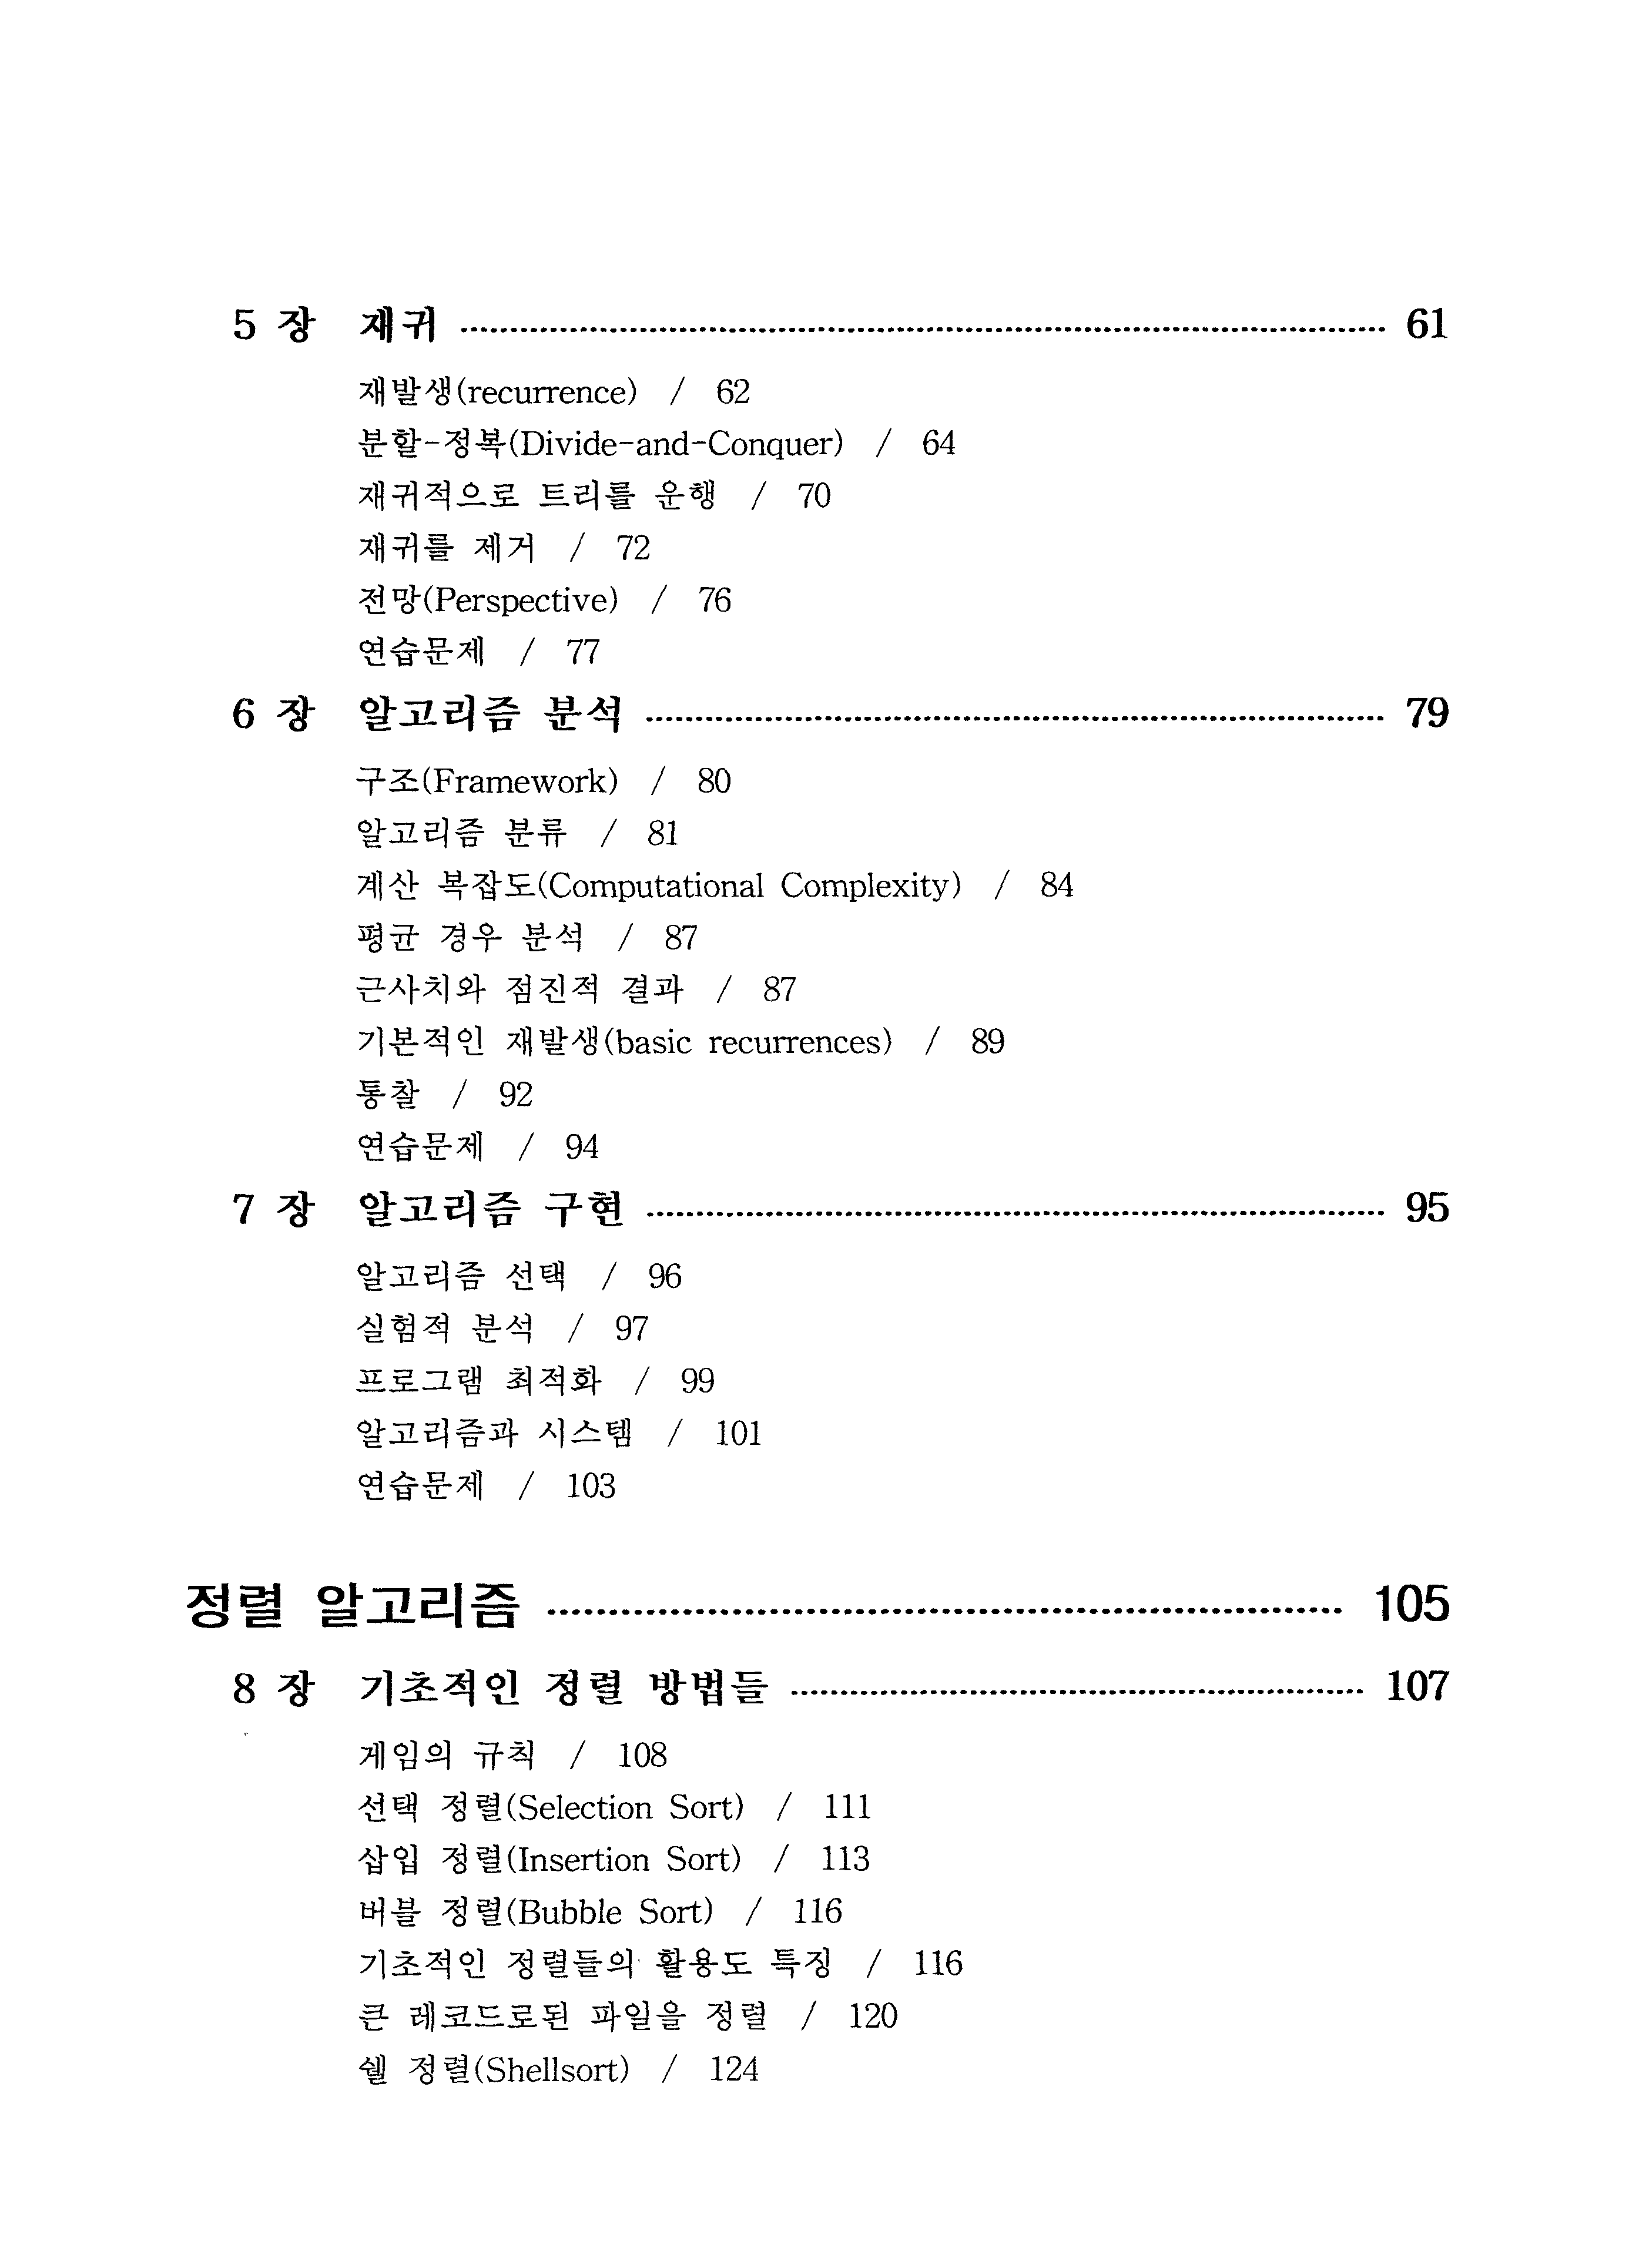 5 장 재귀 ································ 61
재발생(recurrence) / 62
분할-정복(Divide-and-Conquer) / 64
재귀적으로 트리를 운행 / 70
재귀를 제거 / 72
전망(Perspective) / 76
연습문제 / 77
6 장 알고리즘 분석 ································ 79
구조(Framework) / 80
알고리즘 분류 / 81
계산 복잡도(Computational Complexity) / 84
평균 경우 분석 / 87
근사치와 점진적 결과 / 87
기본적인 재발생(basic recurrences) / 89
통찰 / 92
연습문제 / 94
7 장 알고리즘 구현 ································ 95
알고리즘 선택 / 96
실험적 분석 / 97
프로그램 최적화 / 99
알고리즘과 시스템 / 101
연습문제 / 103
정렬 알고리즘 ································ 105
8 장 기초적인 정렬 방법들 ································ 107
게임의 규칙 / 108
선택 정렬(Selection Sort) / 111
삽입 정렬(Insertion Sort) / 113
버블 정렬(Bubble Sort) / 116
기초적인 정렬들의 활용도 특징 / 116
큰 레코드로된 파일을 정렬 / 120
쉘 정렬(Shellsort) / 124